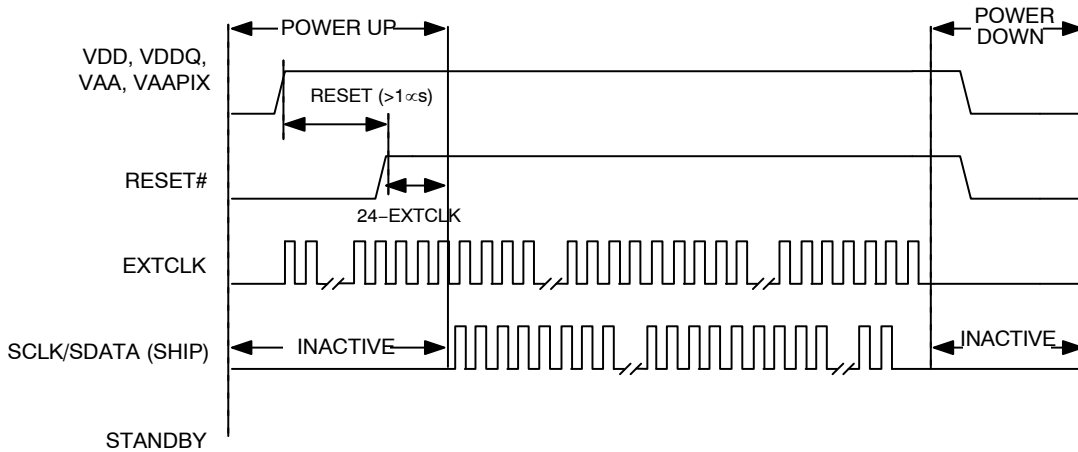 POWER UP
POWER
DOWN
VDD, VDDQ,
VAA, VAAPIX
RESET (>1∝s)
RESET#
24−EXTCLK
EXTCLK
SCLK/SDATA (SHIP)
INACTIVE
INACTIVE
STANDBY